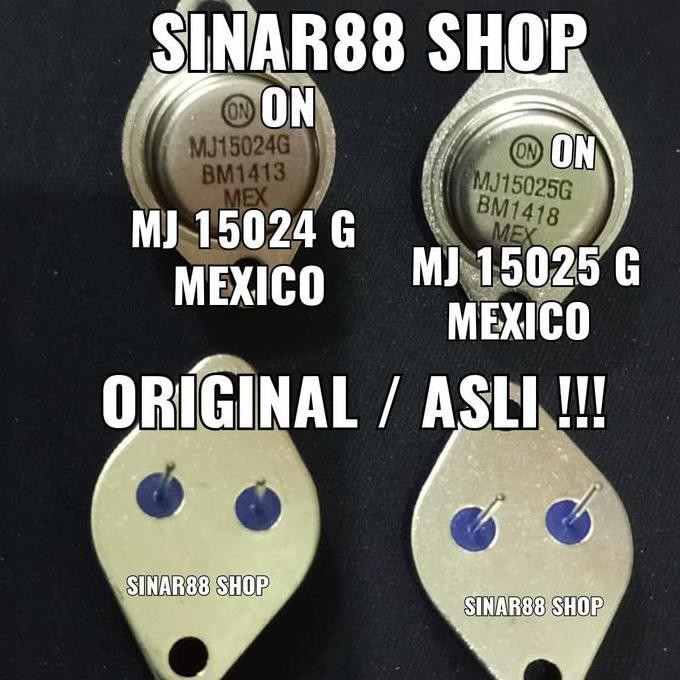 SINAR88 SHOP
ON ON
MJ15024G
BM1413
MEX
MJ 15024 G
MEXICO
ON ON
MJ15025G
BM1418
MEX
MJ 15025 G
MEXICO
ORIGINAL / ASLI !!!
SINAR88 SHOP
SINAR88 SHOP